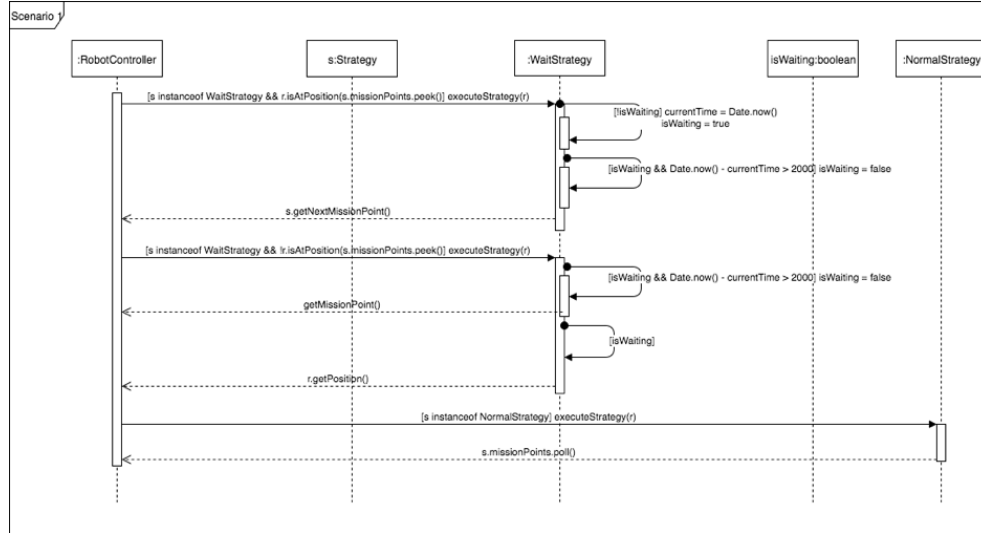 Scenario 1
:RobotController
s:Strategy
:WaitStrategy
isWaiting:boolean
:NormalStrategy
[s instanceof WaitStrategy && r.isAtPosition(s.missionPoints.peek()] executeStrategy(r)
[!isWaiting] currentTime = Date.now()
isWaiting = true
[isWaiting && Date.now() - currentTime > 2000] isWaiting = false
s.getNextMissionPoint()
[s instanceof WaitStrategy && !r.isAtPosition(s.missionPoints.peek()] executeStrategy(r)
[isWaiting && Date.now() - currentTime > 2000] isWaiting = false
getMissionPoint()
[isWaiting]
r.getPosition()
[s instanceof NormalStrategy] executeStrategy(r)
s.missionPoints.poll()